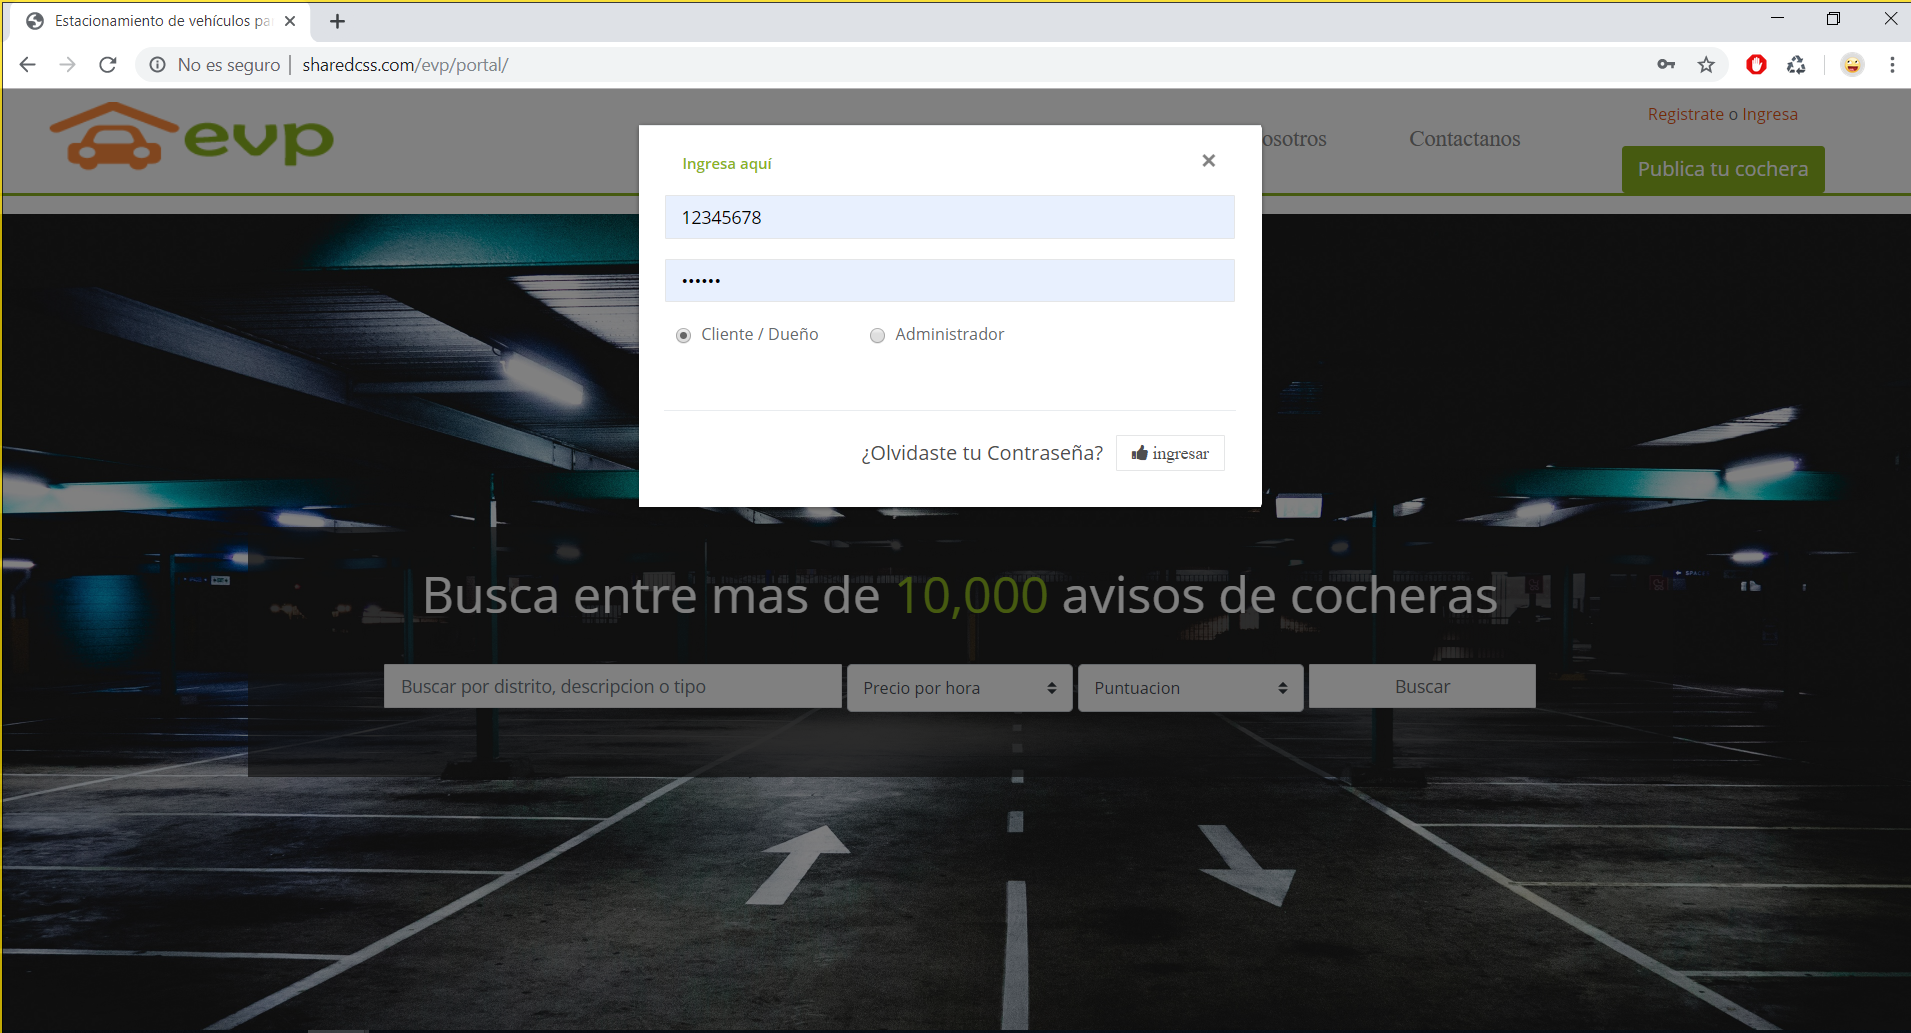 Estacionamiento de vehículos pa
No es seguro | sharedcss.com/evp/portal/
evp
osotros
Contactanos
Registrate o Ingresa
Publica tu cochera
Ingresa aquí
12345678
••••••
Cliente / Dueño
Administrador
¿Olvidaste tu Contraseña?
ingresar
Busca entre mas de 10,000 avisos de cocheras
Buscar por distrito, descripcion o tipo
Precio por hora
Puntuacion
Buscar